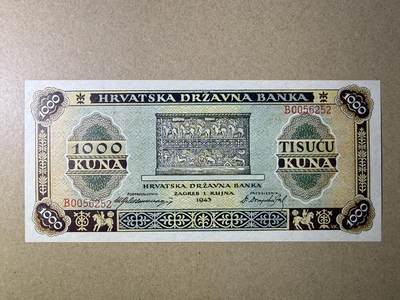 1000
1000
HRVATSKA DRŽAVNA BANKA
B0056252
1000
KUNA
TISUĆU
KUNA
HRVATSKA DRŽAVNA BANKA
ZAGREB 1 RUJNA
1943
B0056252
1000
1000